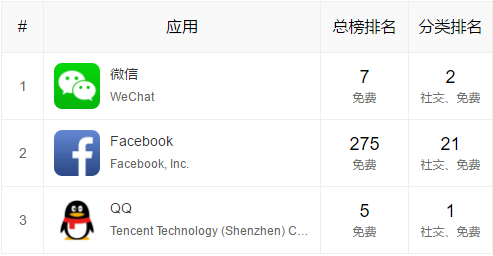 # 应用 总榜排名 分类排名
1 微信 7 2
WeChat 免费 社交、免费
2 Facebook 275 21
Facebook, Inc. 免费 社交、免费
3 QQ 5 1
Tencent Technology (Shenzhen) C... 免费 社交、免费